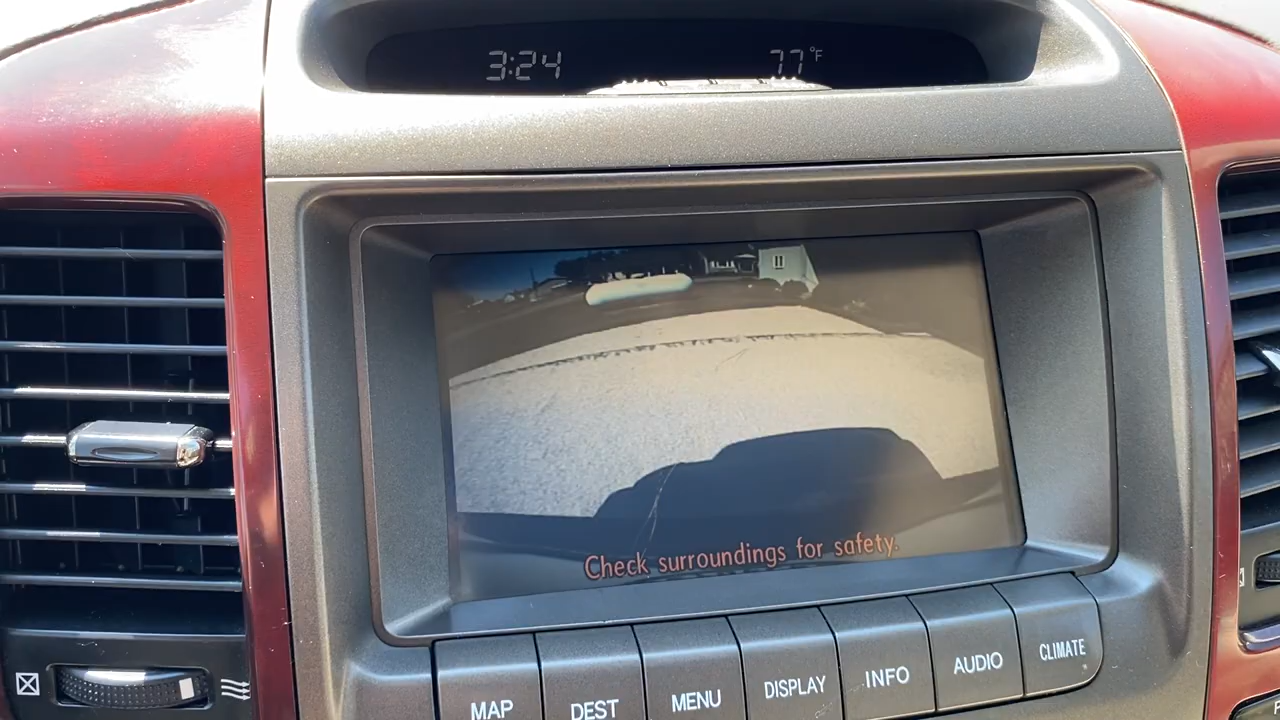 3:24 77°F
Check surroundings for safety.
MAP DEST MENU DISPLAY INFO AUDIO CLIMATE